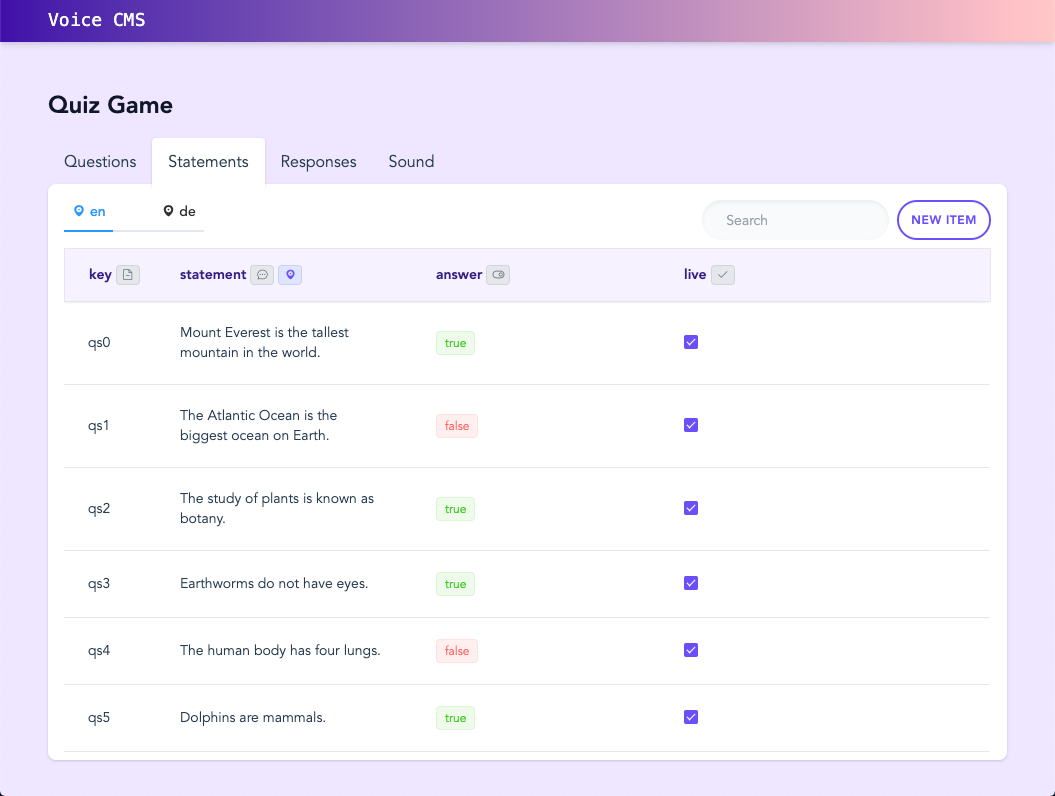 Voice CMS
Quiz Game
Questions Statements Responses Sound
en de Search NEW ITEM
key statement answer live
qs0 Mount Everest is the tallest mountain in the world. true
qs1 The Atlantic Ocean is the biggest ocean on Earth. false
qs2 The study of plants is known as botany. true
qs3 Earthworms do not have eyes. true
qs4 The human body has four lungs. false
qs5 Dolphins are mammals. true